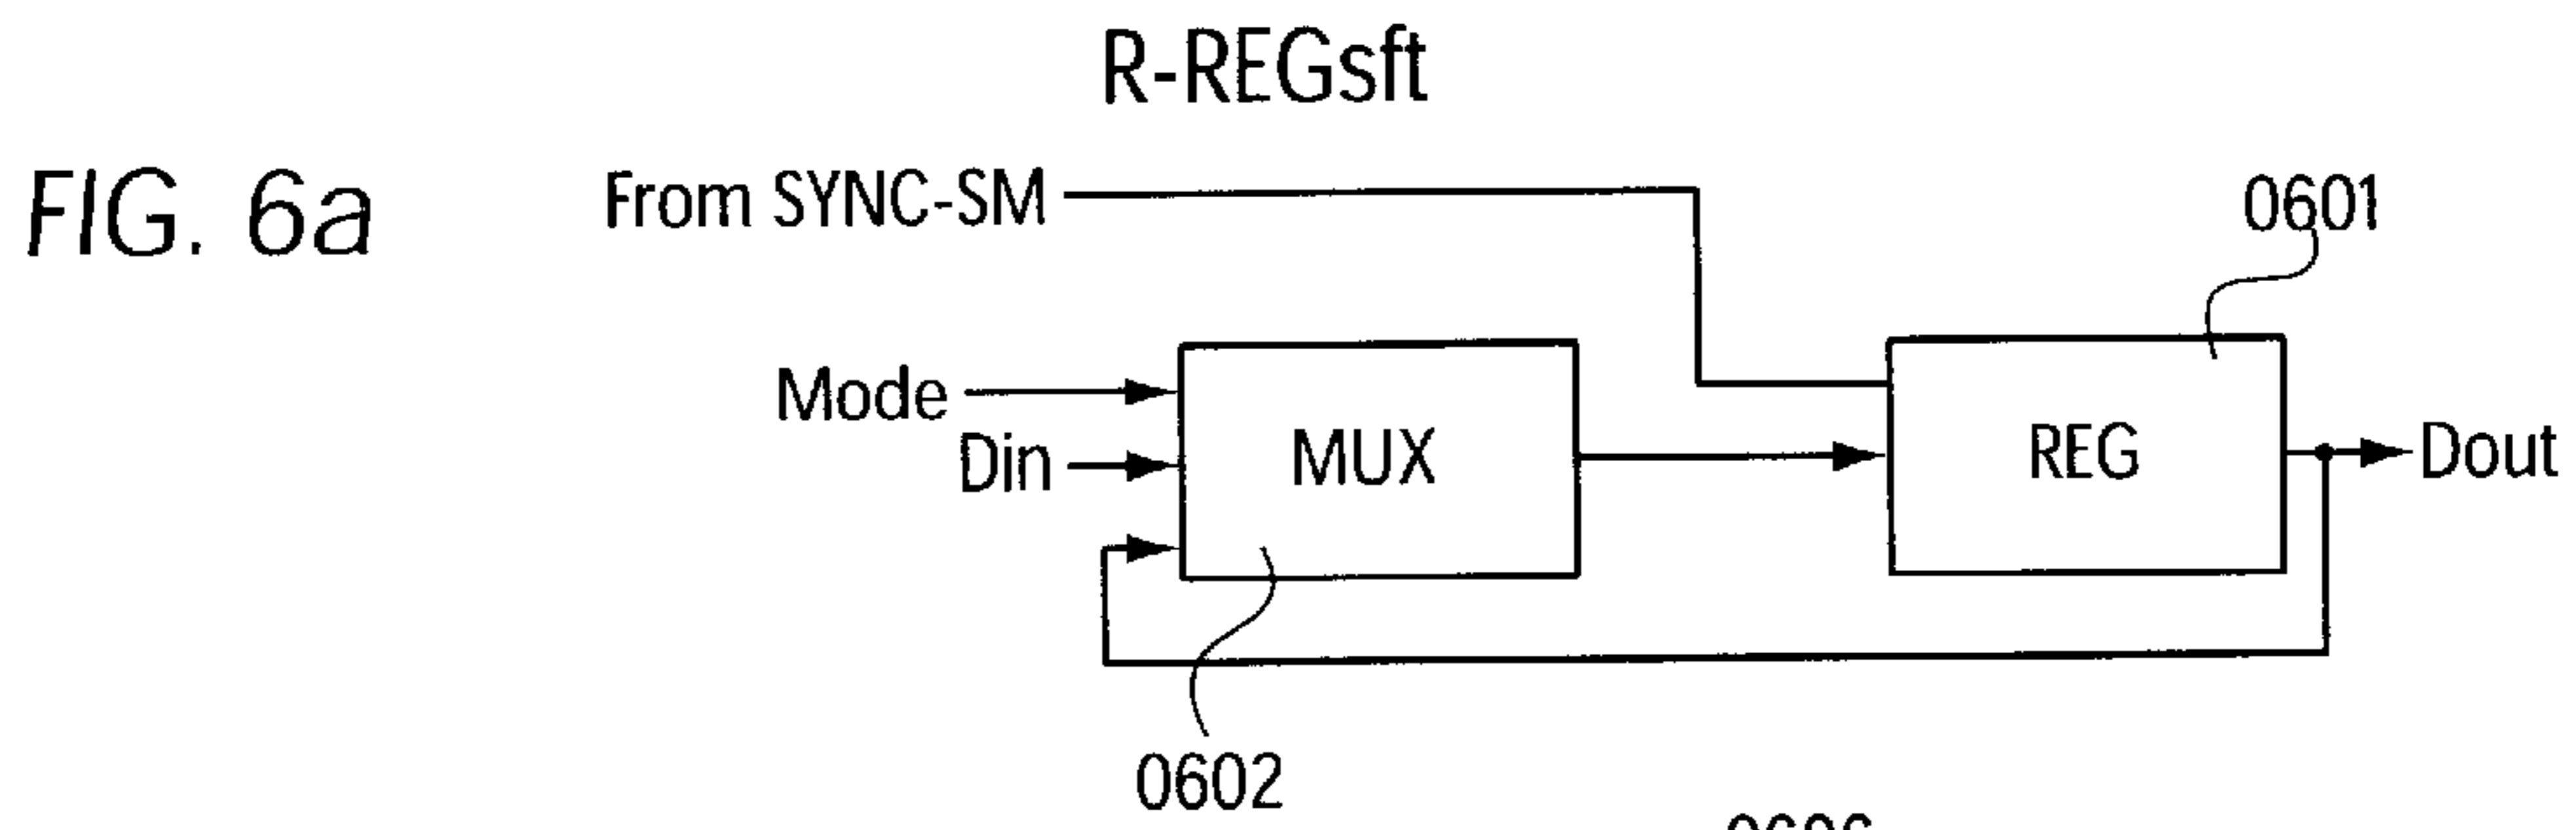 R-REGsft
FIG. 6a
From SYNC-SM
0601
Mode
Din
MUX
REG
Dout
0602